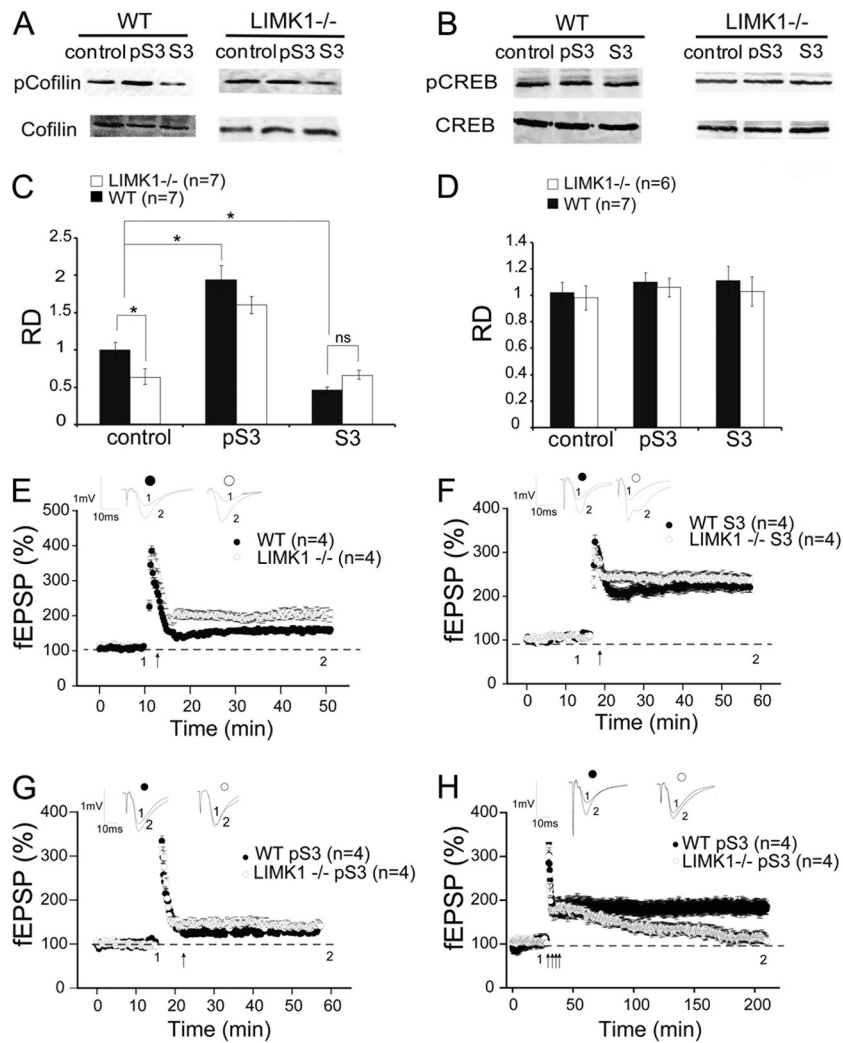 A
WT
LIMK1-/-
control pS3 S3
control pS3 S3
pCofilin
Cofilin
B
WT
LIMK1-/-
control pS3 S3
control pS3 S3
pCREB
CREB
C
LIMK1-/- (n=7)
WT (n=7)
*
*
*
ns
RD
2.5
2
1.5
1
0.5
0
control pS3 S3
D
LIMK1-/- (n=6)
WT (n=7)
RD
1.4
1.2
1
0.8
0.6
0.4
0.2
0
control pS3 S3
E
1mV
10ms
1
2
1
2
WT (n=4)
LIMK1 -/- (n=4)
fEPSP (%)
500
400
300
200
100
0
1
2
0 10 20 30 40 50
Time (min)
F
1mV
10ms
1
2
1
2
WT S3 (n=4)
LIMK1 -/- S3 (n=4)
fEPSP (%)
400
300
200
100
0
1
2
0 10 20 30 40 50 60
Time (min)
G
1mV
10ms
1
2
1
2
WT pS3 (n=4)
LIMK1 -/- pS3 (n=4)
fEPSP (%)
400
300
200
100
0
1
2
0 10 20 30 40 50 60
Time (min)
H
1mV
10ms
1
2
1
2
WT pS3 (n=4)
LIMK1-/- pS3 (n=4)
fEPSP (%)
400
300
200
100
0
1
2
0 50 100 150 200
Time (min)